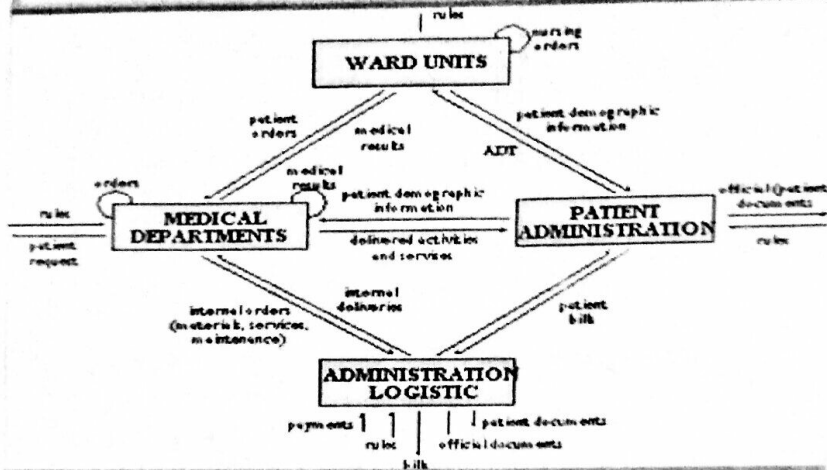 rules
nursing
orders
WARD UNITS
patient
orders
medical
results
patient demographic
information
ADT
orders
medical
results
patient demographic
information
official (patient
documents
rules
MEDICAL
DEPARTMENTS
PATIENT
ADMINISTRATION
patient
request
delivered activities
and services
rules
internal orders
(materials, services,
maintenance)
internal
deliveries
patient
bills
ADMINISTRATION
LOGISTIC
payments
rules
bills
official documents
patient documents